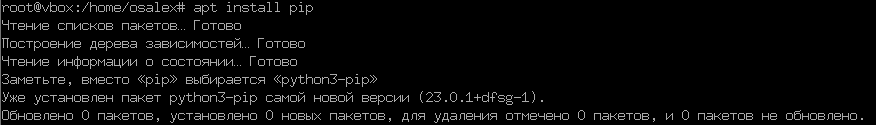 root@vbox:/home/osalex# apt install pip
Чтение списков пакетов… Готово
Построение дерева зависимостей… Готово
Чтение информации о состоянии… Готово
Заметьте, вместо «pip» выбирается «python3-pip»
Уже установлен пакет python3-pip самой новой версии (23.0.1+dfsg-1).
Обновлено 0 пакетов, установлено 0 новых пакетов, для удаления отмечено 0 пакетов, и 0 пакетов не обновлено.